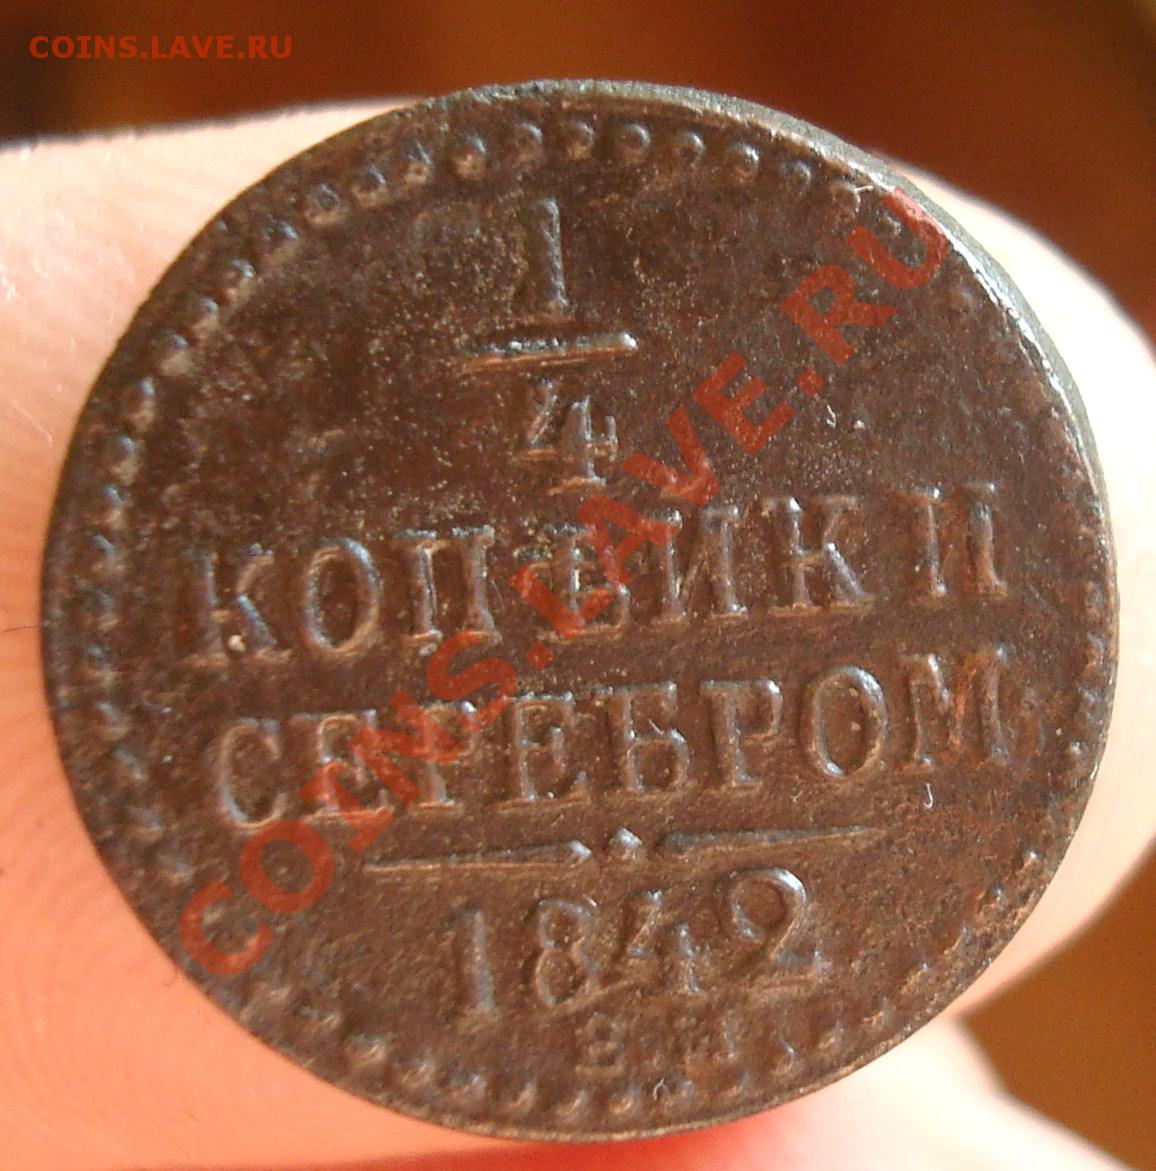 COINS.LAVE.RU
1
4
КОПѢЙКИ
СЕРЕБРОМ,
1842
COINS.LAVE.RU